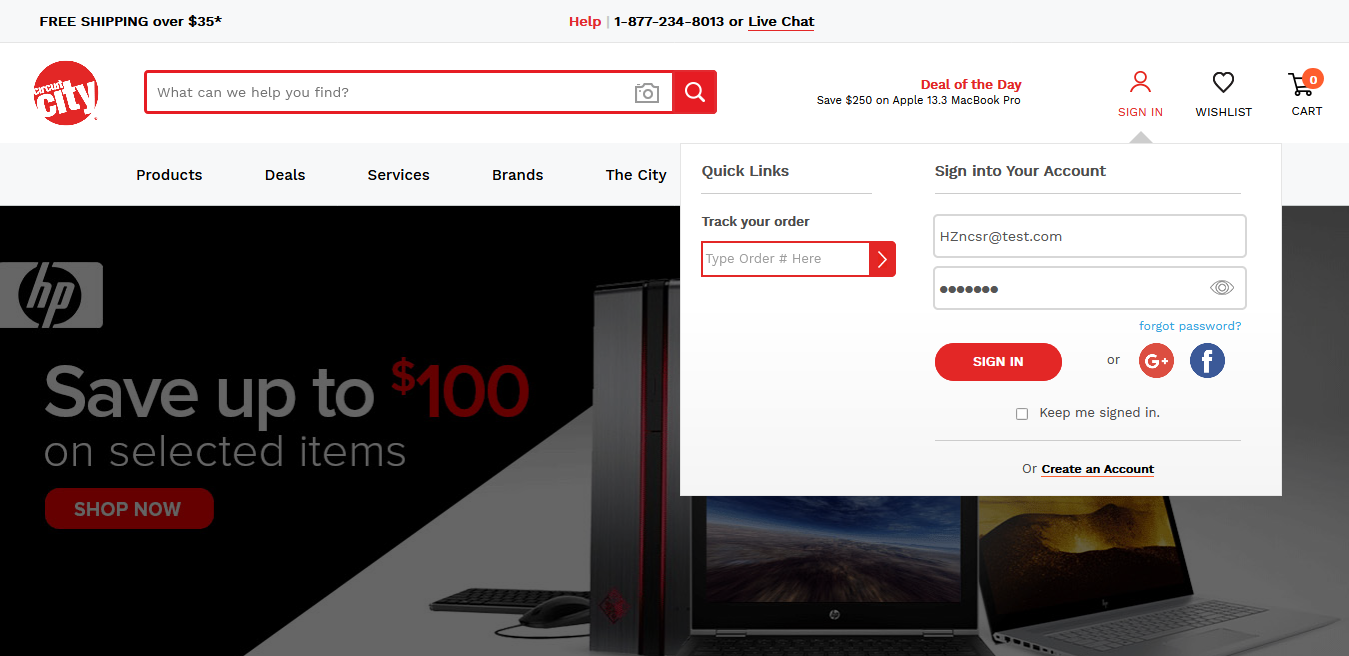 FREE SHIPPING over $35*
Help | 1-877-234-8013 or Live Chat
circuit city
What can we help you find?
Deal of the Day
Save $250 on Apple 13.3 MacBook Pro
SIGN IN
WISHLIST
0
CART
Products
Deals
Services
Brands
The City
Quick Links
Track your order
Type Order # Here
Sign into Your Account
HZncsr@test.com
forgot password?
SIGN IN
or
G+
f
Keep me signed in.
Or Create an Account
hp
Save up to $100
on selected items
SHOP NOW
hp
hp